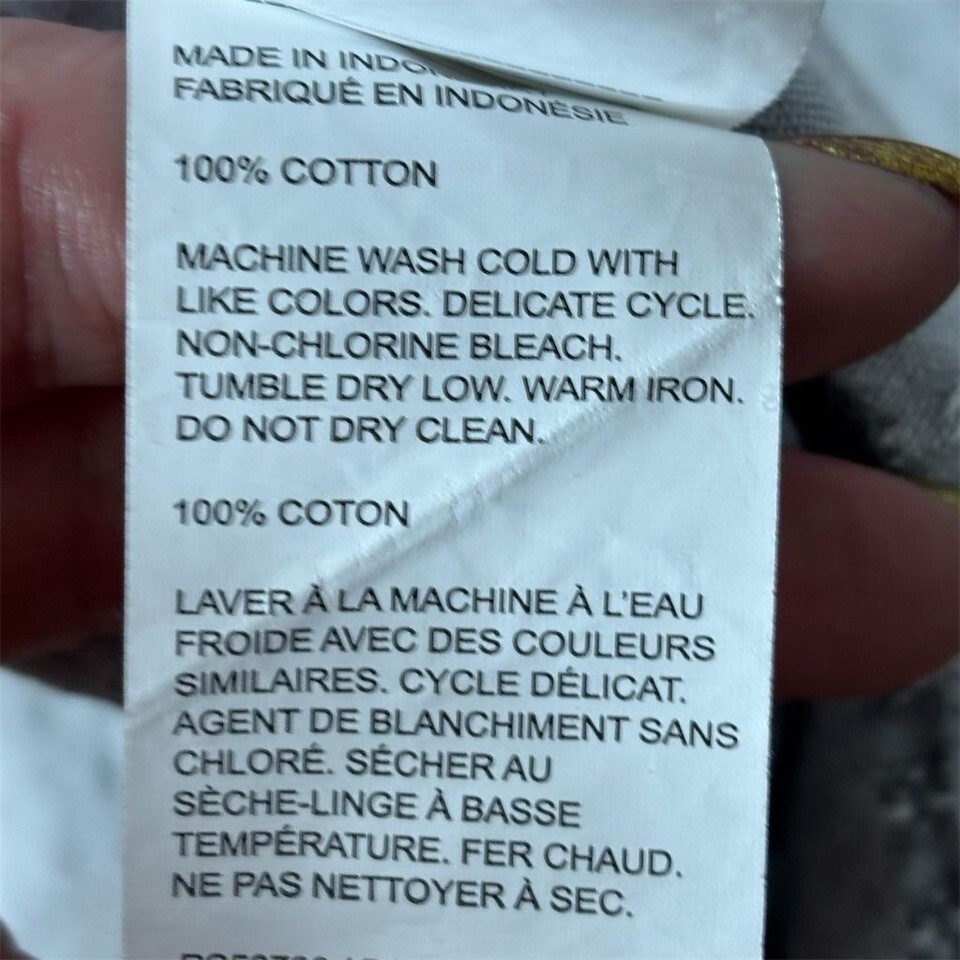 MADE IN
FABRIQUÉ EN INDONÉSIE
100% COTTON
MACHINE WASH COLD WITH
LIKE COLORS. DELICATE CYCLE.
NON-CHLORINE BLEACH.
TUMBLE DRY LOW. WARM IRON.
DO NOT DRY CLEAN.
100% COTON
LAVER À LA MACHINE À L'EAU
FROIDE AVEC DES COULEURS
SIMILAIRES. CYCLE DÉLICAT.
AGENT DE BLANCHIMENT SANS
CHLORÉ. SÉCHER AU
SÈCHE-LINGE À BASSE
TEMPÉRATURE. FER CHAUD.
NE PAS NETTOYER À SEC.